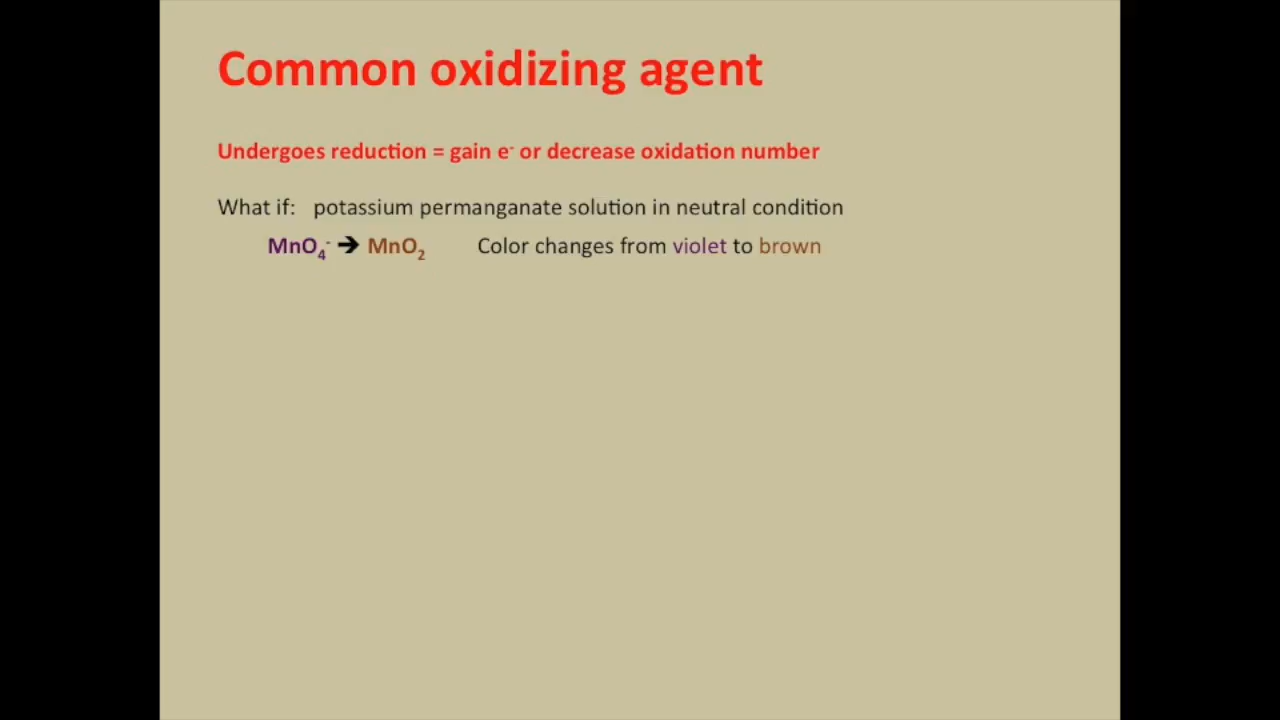 Common oxidizing agent
Undergoes reduction = gain e⁻ or decrease oxidation number
What if: potassium permanganate solution in neutral condition
MnO₄⁻ ➔ MnO₂ Color changes from violet to brown